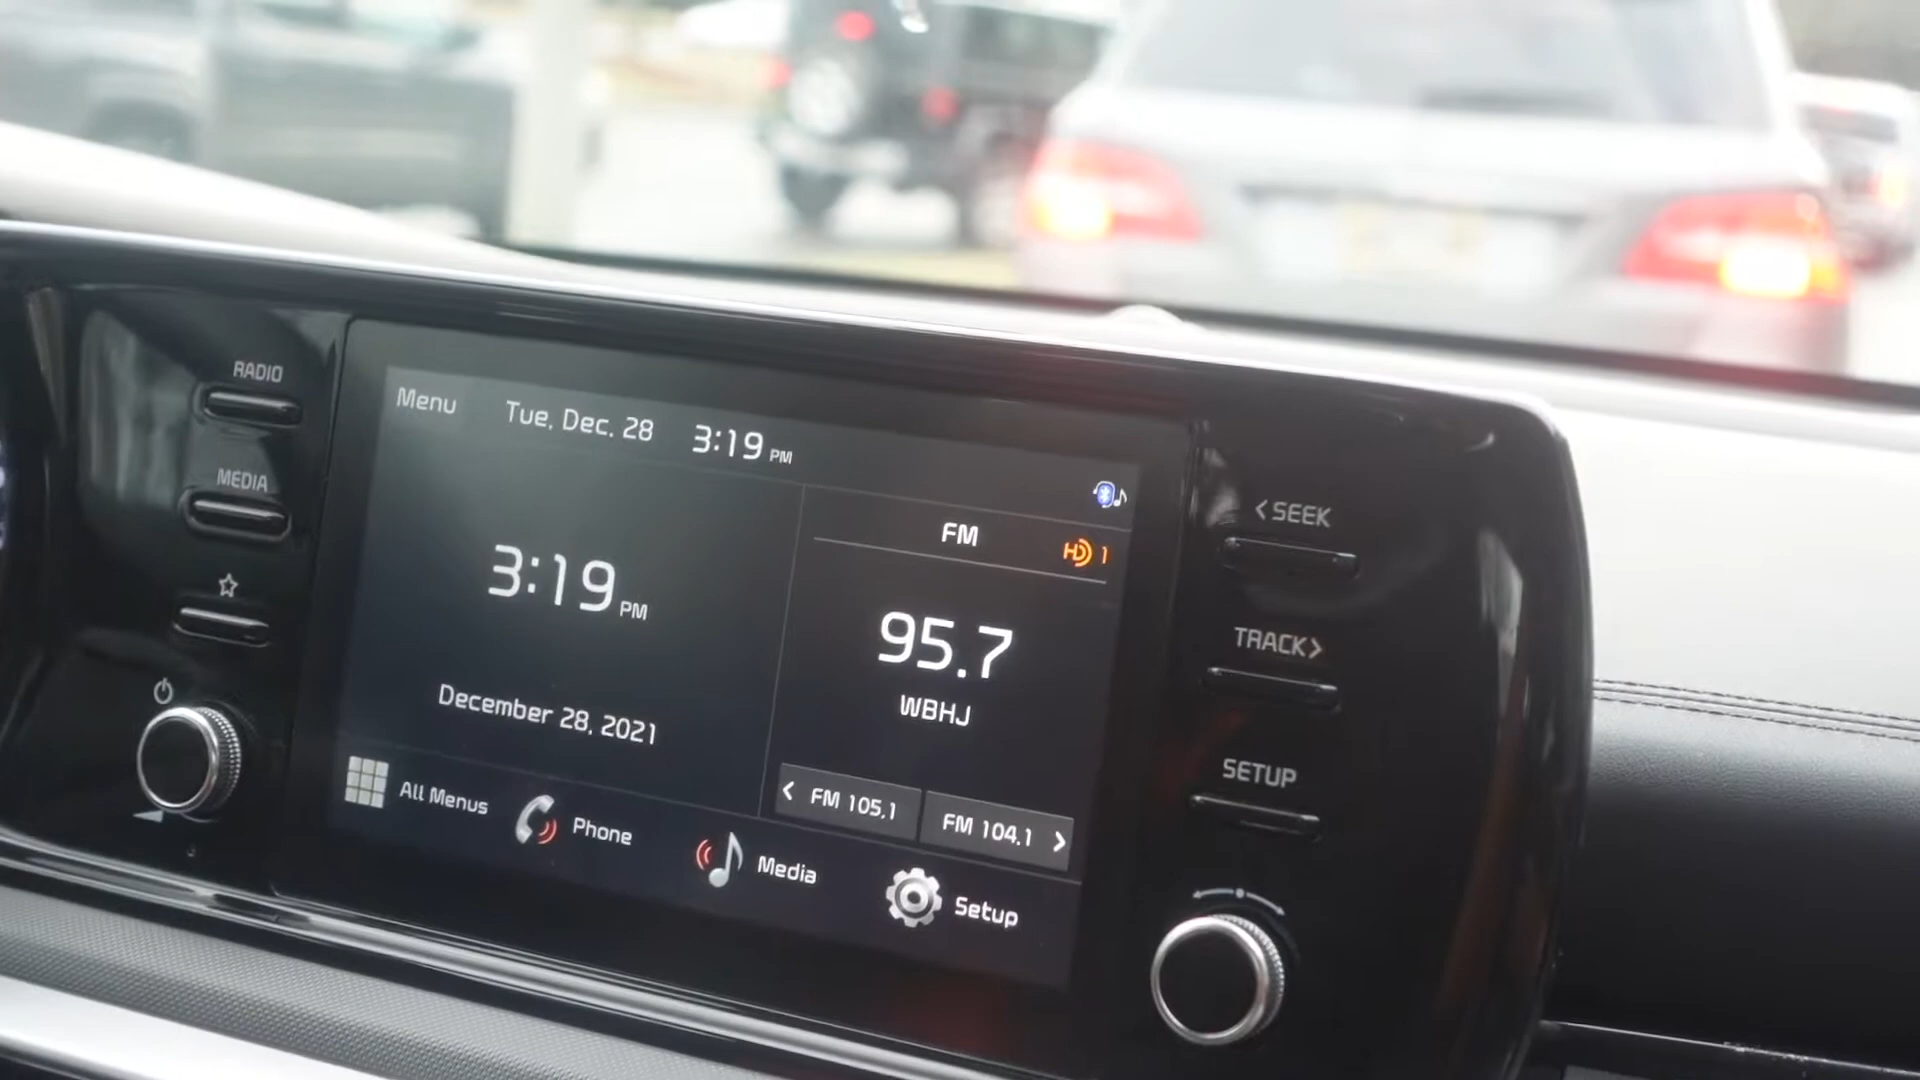 RADIO
MEDIA
Menu
Tue, Dec. 28
3:19 PM
3:19 PM
December 28, 2021
FM
HD 1
95.7
WBHJ
< FM 105.1
FM 104.1 >
All Menus
Phone
Media
Setup
< SEEK
TRACK >
SETUP